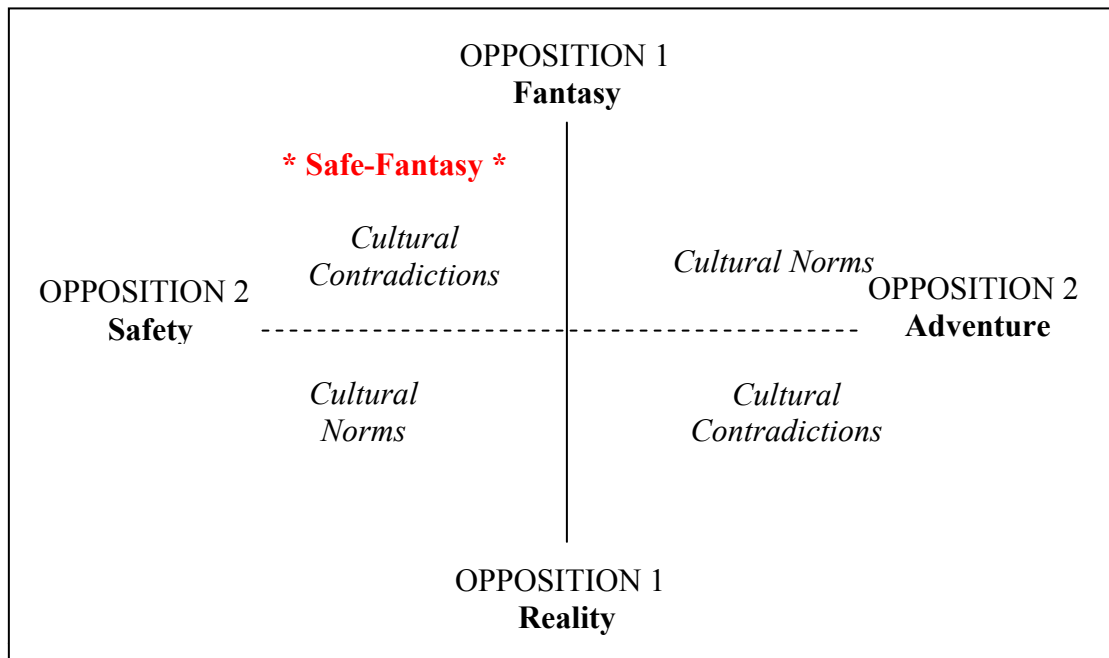 OPPOSITION 1
Fantasy
* Safe-Fantasy *
Cultural
Contradictions
Cultural Norms
OPPOSITION 2
Safety
OPPOSITION 2
Adventure
Cultural
Norms
Cultural
Contradictions
OPPOSITION 1
Reality